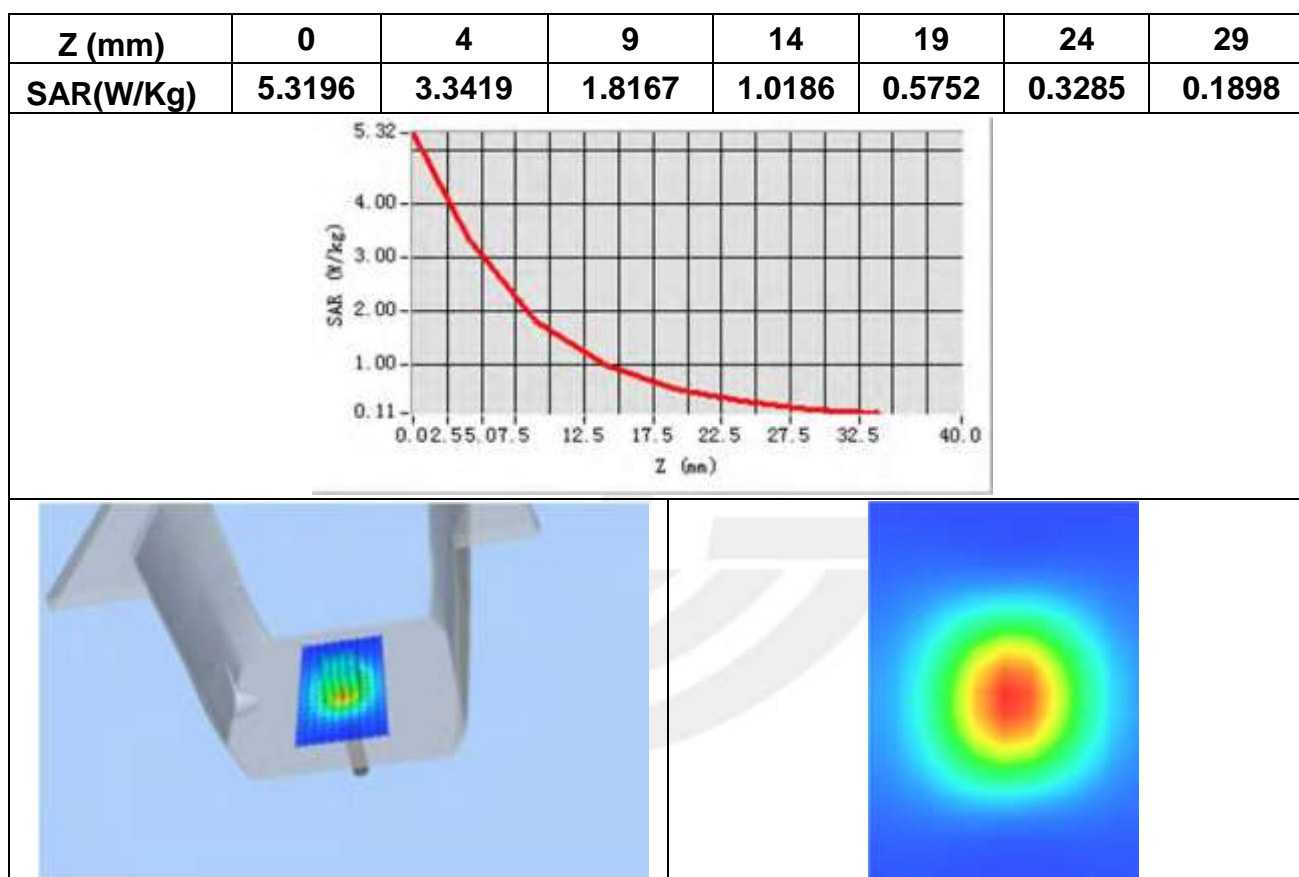 Z (mm) 0 4 9 14 19 24 29
SAR(W/Kg) 5.3196 3.3419 1.8167 1.0186 0.5752 0.3285 0.1898
5.32
4.00
3.00
2.00
1.00
0.11
SAR (W/kg)
0.0 2.5 5.0 7.5 12.5 17.5 22.5 27.5 32.5 40.0
Z (mm)